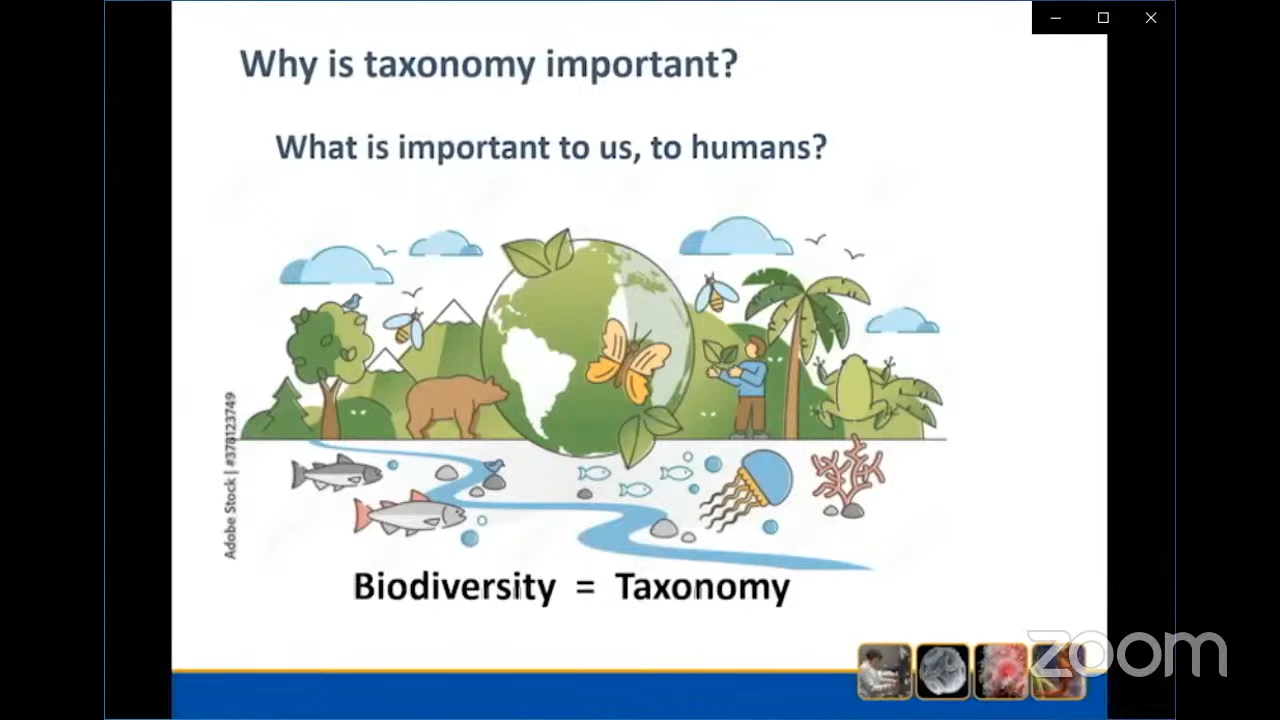 Why is taxonomy important?
What is important to us, to humans?
Adobe Stock | #378123749
Biodiversity = Taxonomy
zoom